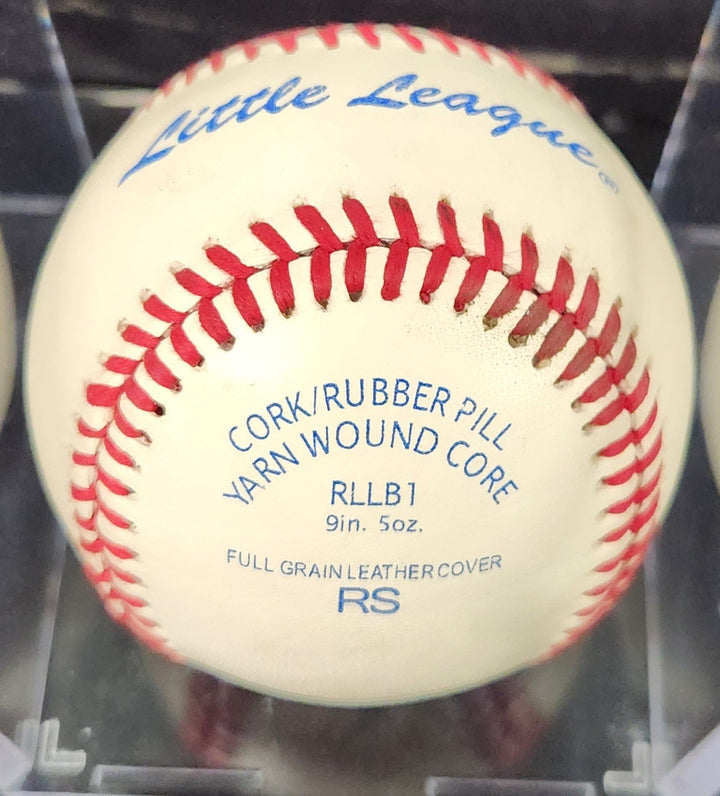 Little League®
CORK/RUBBER PILL
YARN WOUND CORE
RLLB1
9in. 5oz.
FULL GRAIN LEATHER COVER
RS